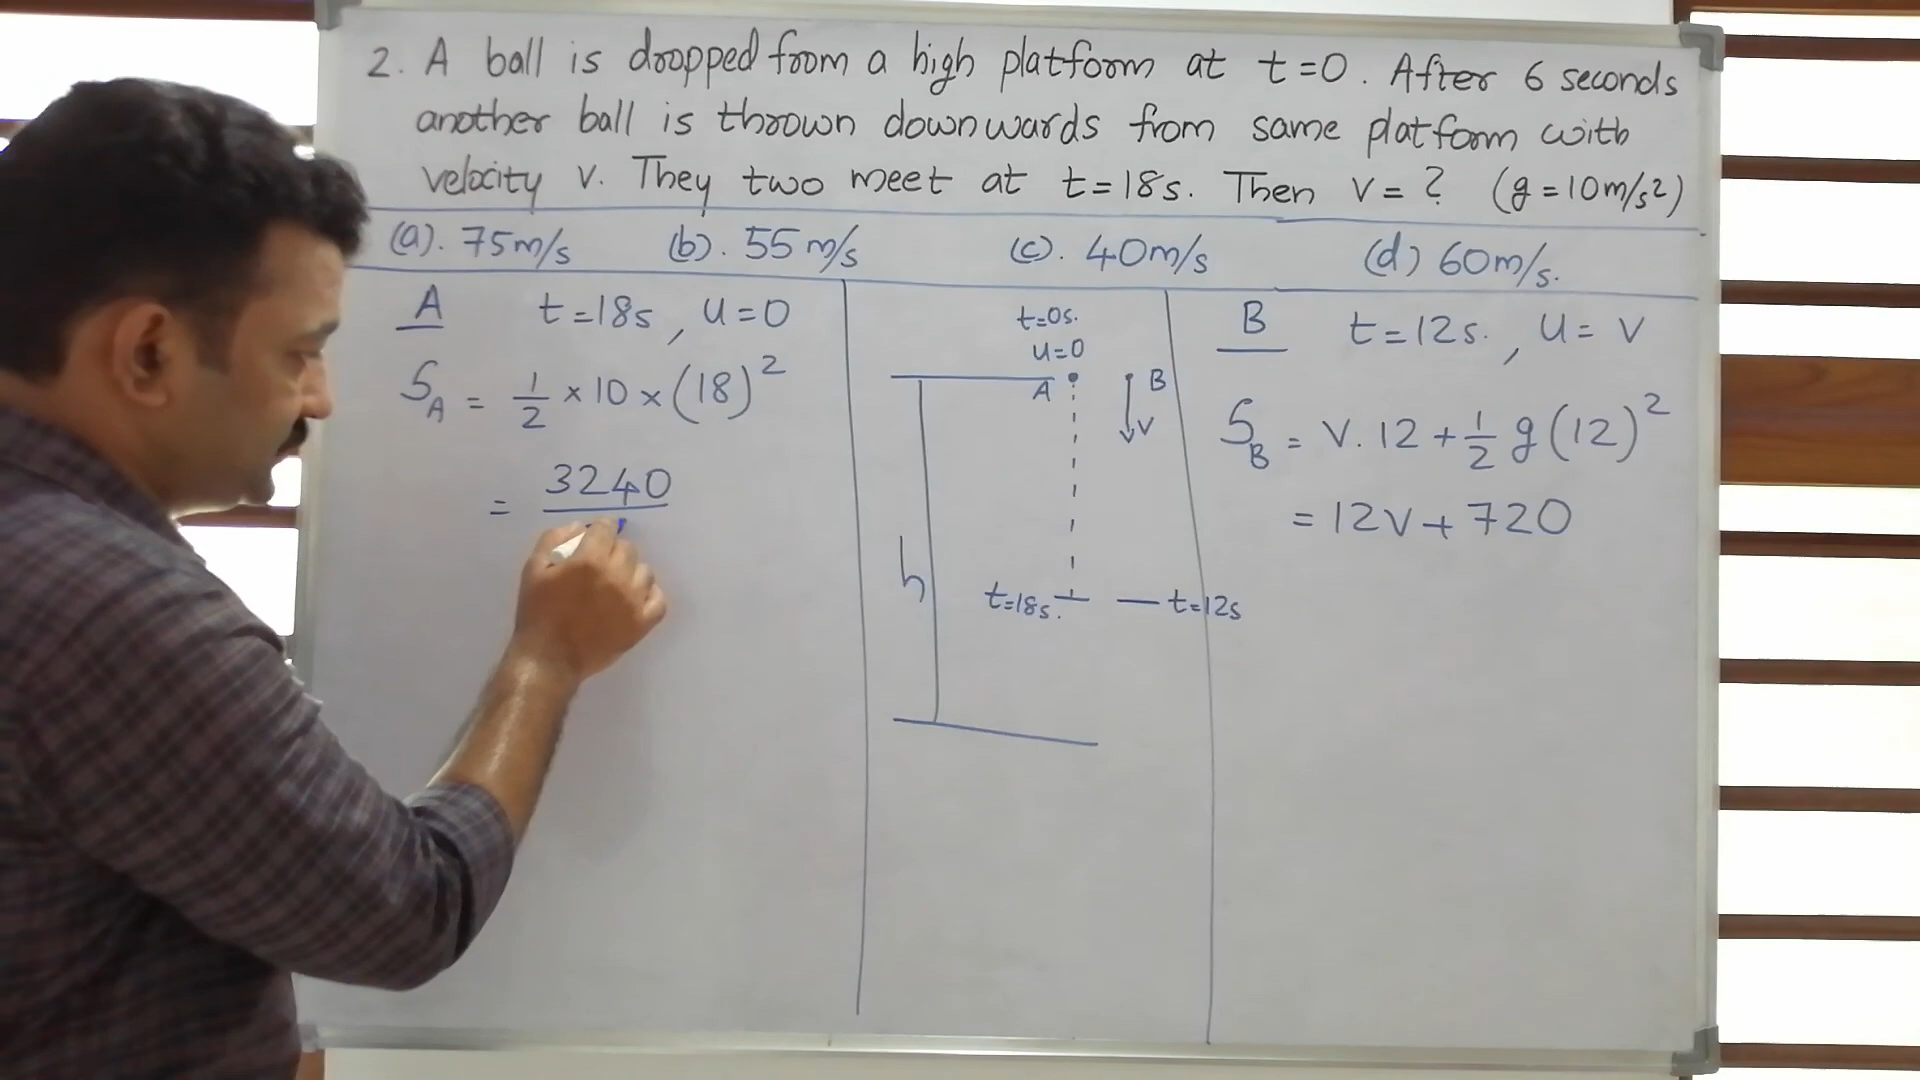 2. A ball is dropped from a high platform at t=0. After 6 seconds
another ball is thrown downwards from same platform with
velocity v. They two meet at t=18s. Then v=? (g=10m/s²)
(a). 75m/s (b). 55m/s (c). 40m/s (d) 60m/s.
A t=18s, u=0
S_A = 1/2 × 10 × (18)²
= 3240/
t=0s.
u=0
A B
v
h
t=18s. t=12s
B t=12s., u=v
S_B = V.12 + 1/2 g(12)²
= 12v + 720